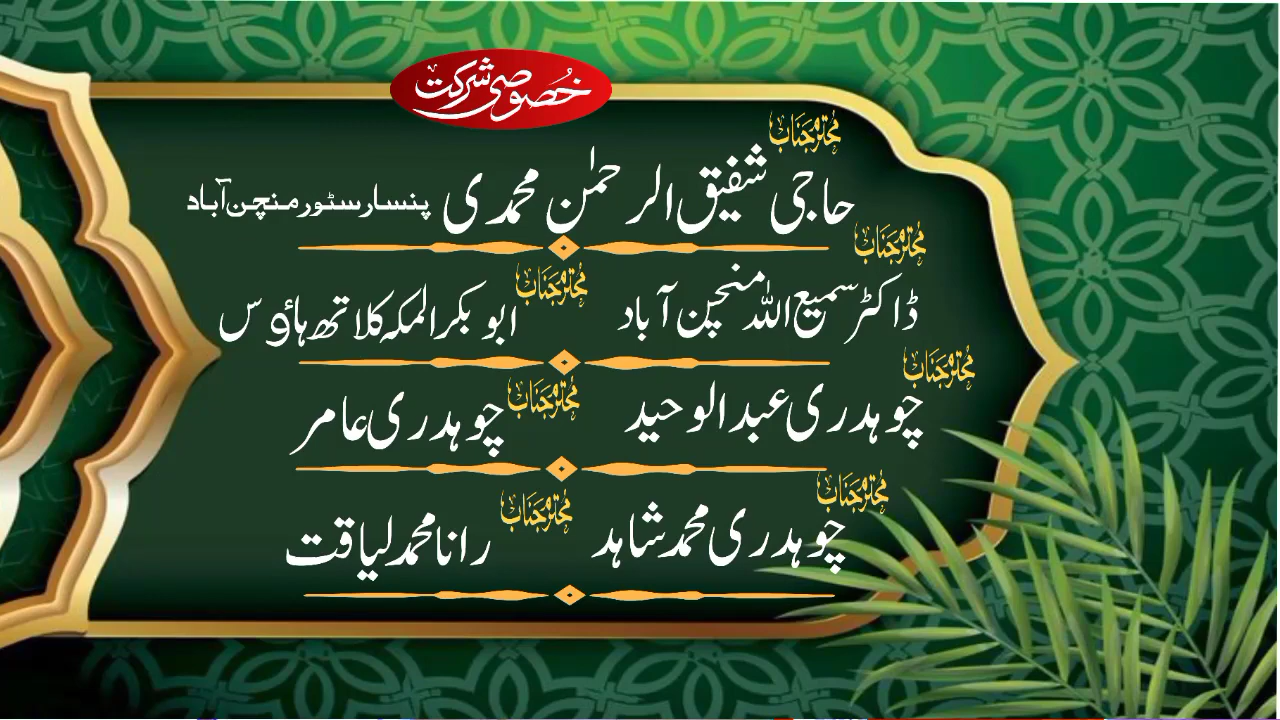 خصوصی شرکت
محترم جناب
حاجی شفیق الرحمٰن محمدی پنسار سٹور منچن آباد
محترم جناب
ڈاکٹر سمیع اللہ منچن آباد
محترم جناب
ابوبکر المکہ کلاتھ ہاؤس
محترم جناب
چوہدری عبدالوحید
محترم جناب
چوہدری عامر
محترم جناب
چوہدری محمد شاہد
محترم جناب
رانا محمد لیاقت